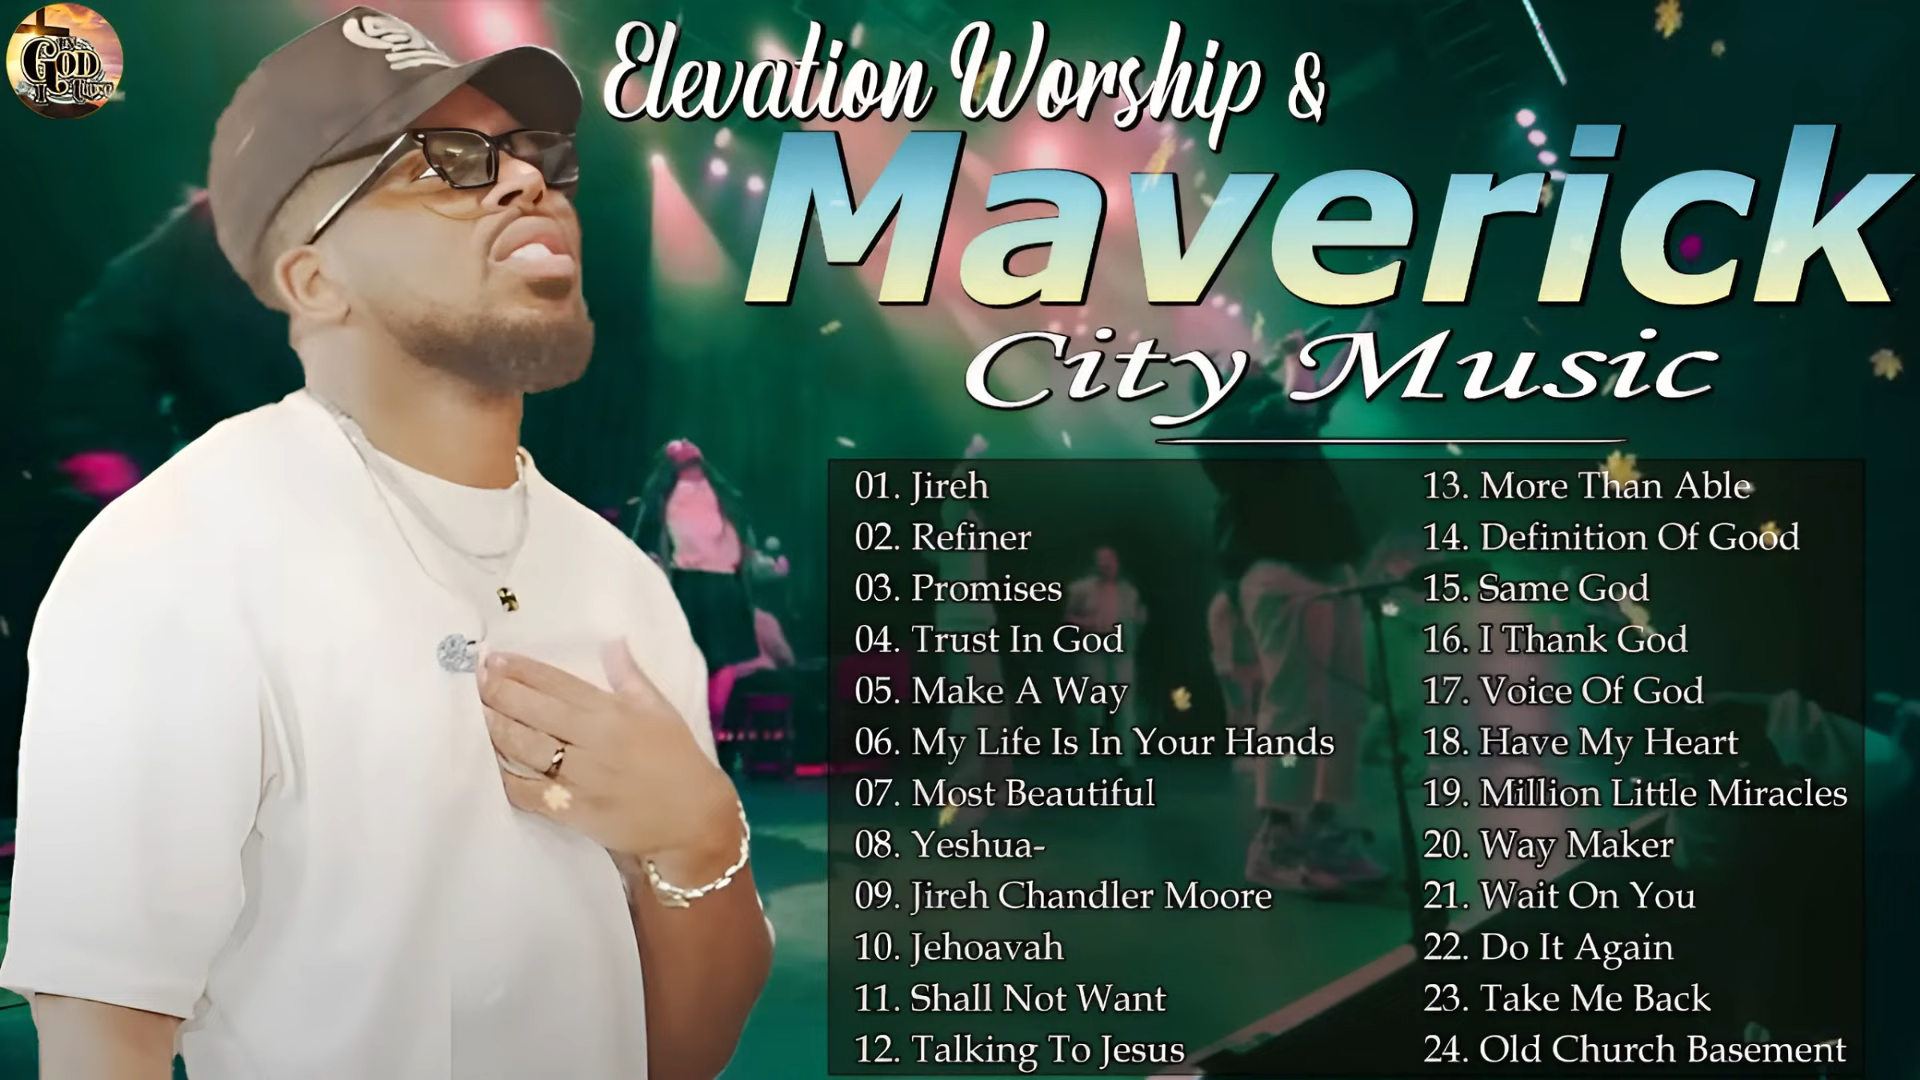 IN
GOD
I
Elevation Worship &
Maverick
City Music
01. Jireh
02. Refiner
03. Promises
04. Trust In God
05. Make A Way
06. My Life Is In Your Hands
07. Most Beautiful
08. Yeshua-
09. Jireh Chandler Moore
10. Jehoavah
11. Shall Not Want
12. Talking To Jesus
13. More Than Able
14. Definition Of Good
15. Same God
16. I Thank God
17. Voice Of God
18. Have My Heart
19. Million Little Miracles
20. Way Maker
21. Wait On You
22. Do It Again
23. Take Me Back
24. Old Church Basement